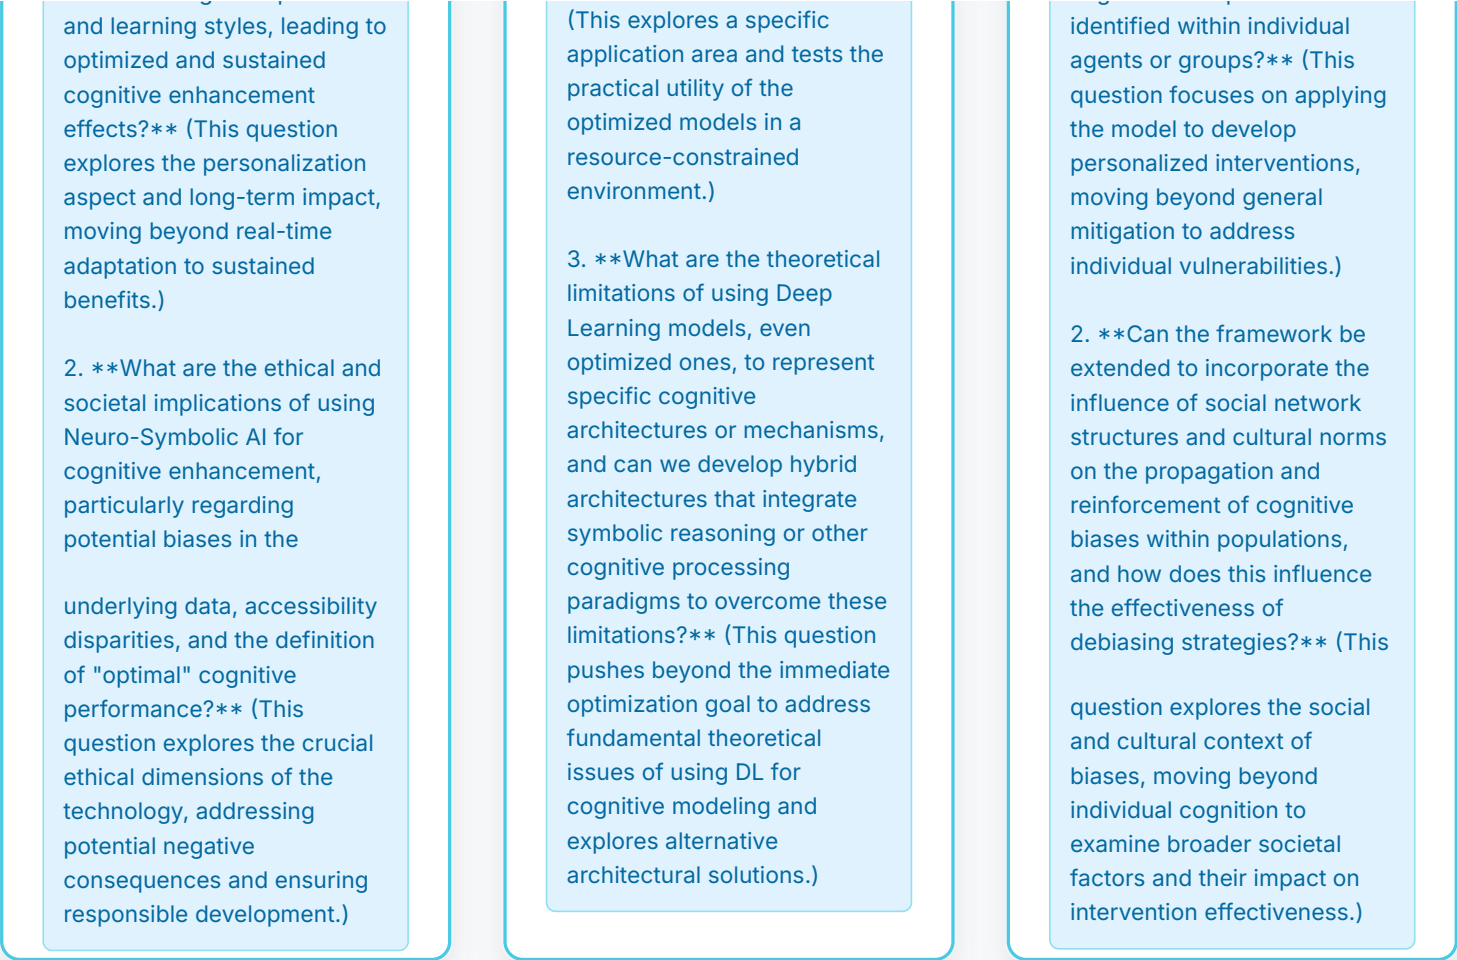 and learning styles, leading to
optimized and sustained
cognitive enhancement
effects?** (This question
explores the personalization
aspect and long-term impact,
moving beyond real-time
adaptation to sustained
benefits.)
2. **What are the ethical and
societal implications of using
Neuro-Symbolic AI for
cognitive enhancement,
particularly regarding
potential biases in the
underlying data, accessibility
disparities, and the definition
of "optimal" cognitive
performance?** (This
question explores the crucial
ethical dimensions of the
technology, addressing
potential negative
consequences and ensuring
responsible development.)
(This explores a specific
application area and tests the
practical utility of the
optimized models in a
resource-constrained
environment.)
3. **What are the theoretical
limitations of using Deep
Learning models, even
optimized ones, to represent
specific cognitive
architectures or mechanisms,
and can we develop hybrid
architectures that integrate
symbolic reasoning or other
cognitive processing
paradigms to overcome these
limitations?** (This question
pushes beyond the immediate
optimization goal to address
fundamental theoretical
issues of using DL for
cognitive modeling and
explores alternative
architectural solutions.)
identified within individual
agents or groups?** (This
question focuses on applying
the model to develop
personalized interventions,
moving beyond general
mitigation to address
individual vulnerabilities.)
2. **Can the framework be
extended to incorporate the
influence of social network
structures and cultural norms
on the propagation and
reinforcement of cognitive
biases within populations,
and how does this influence
the effectiveness of
debiasing strategies?** (This
question explores the social
and cultural context of
biases, moving beyond
individual cognition to
examine broader societal
factors and their impact on
intervention effectiveness.)